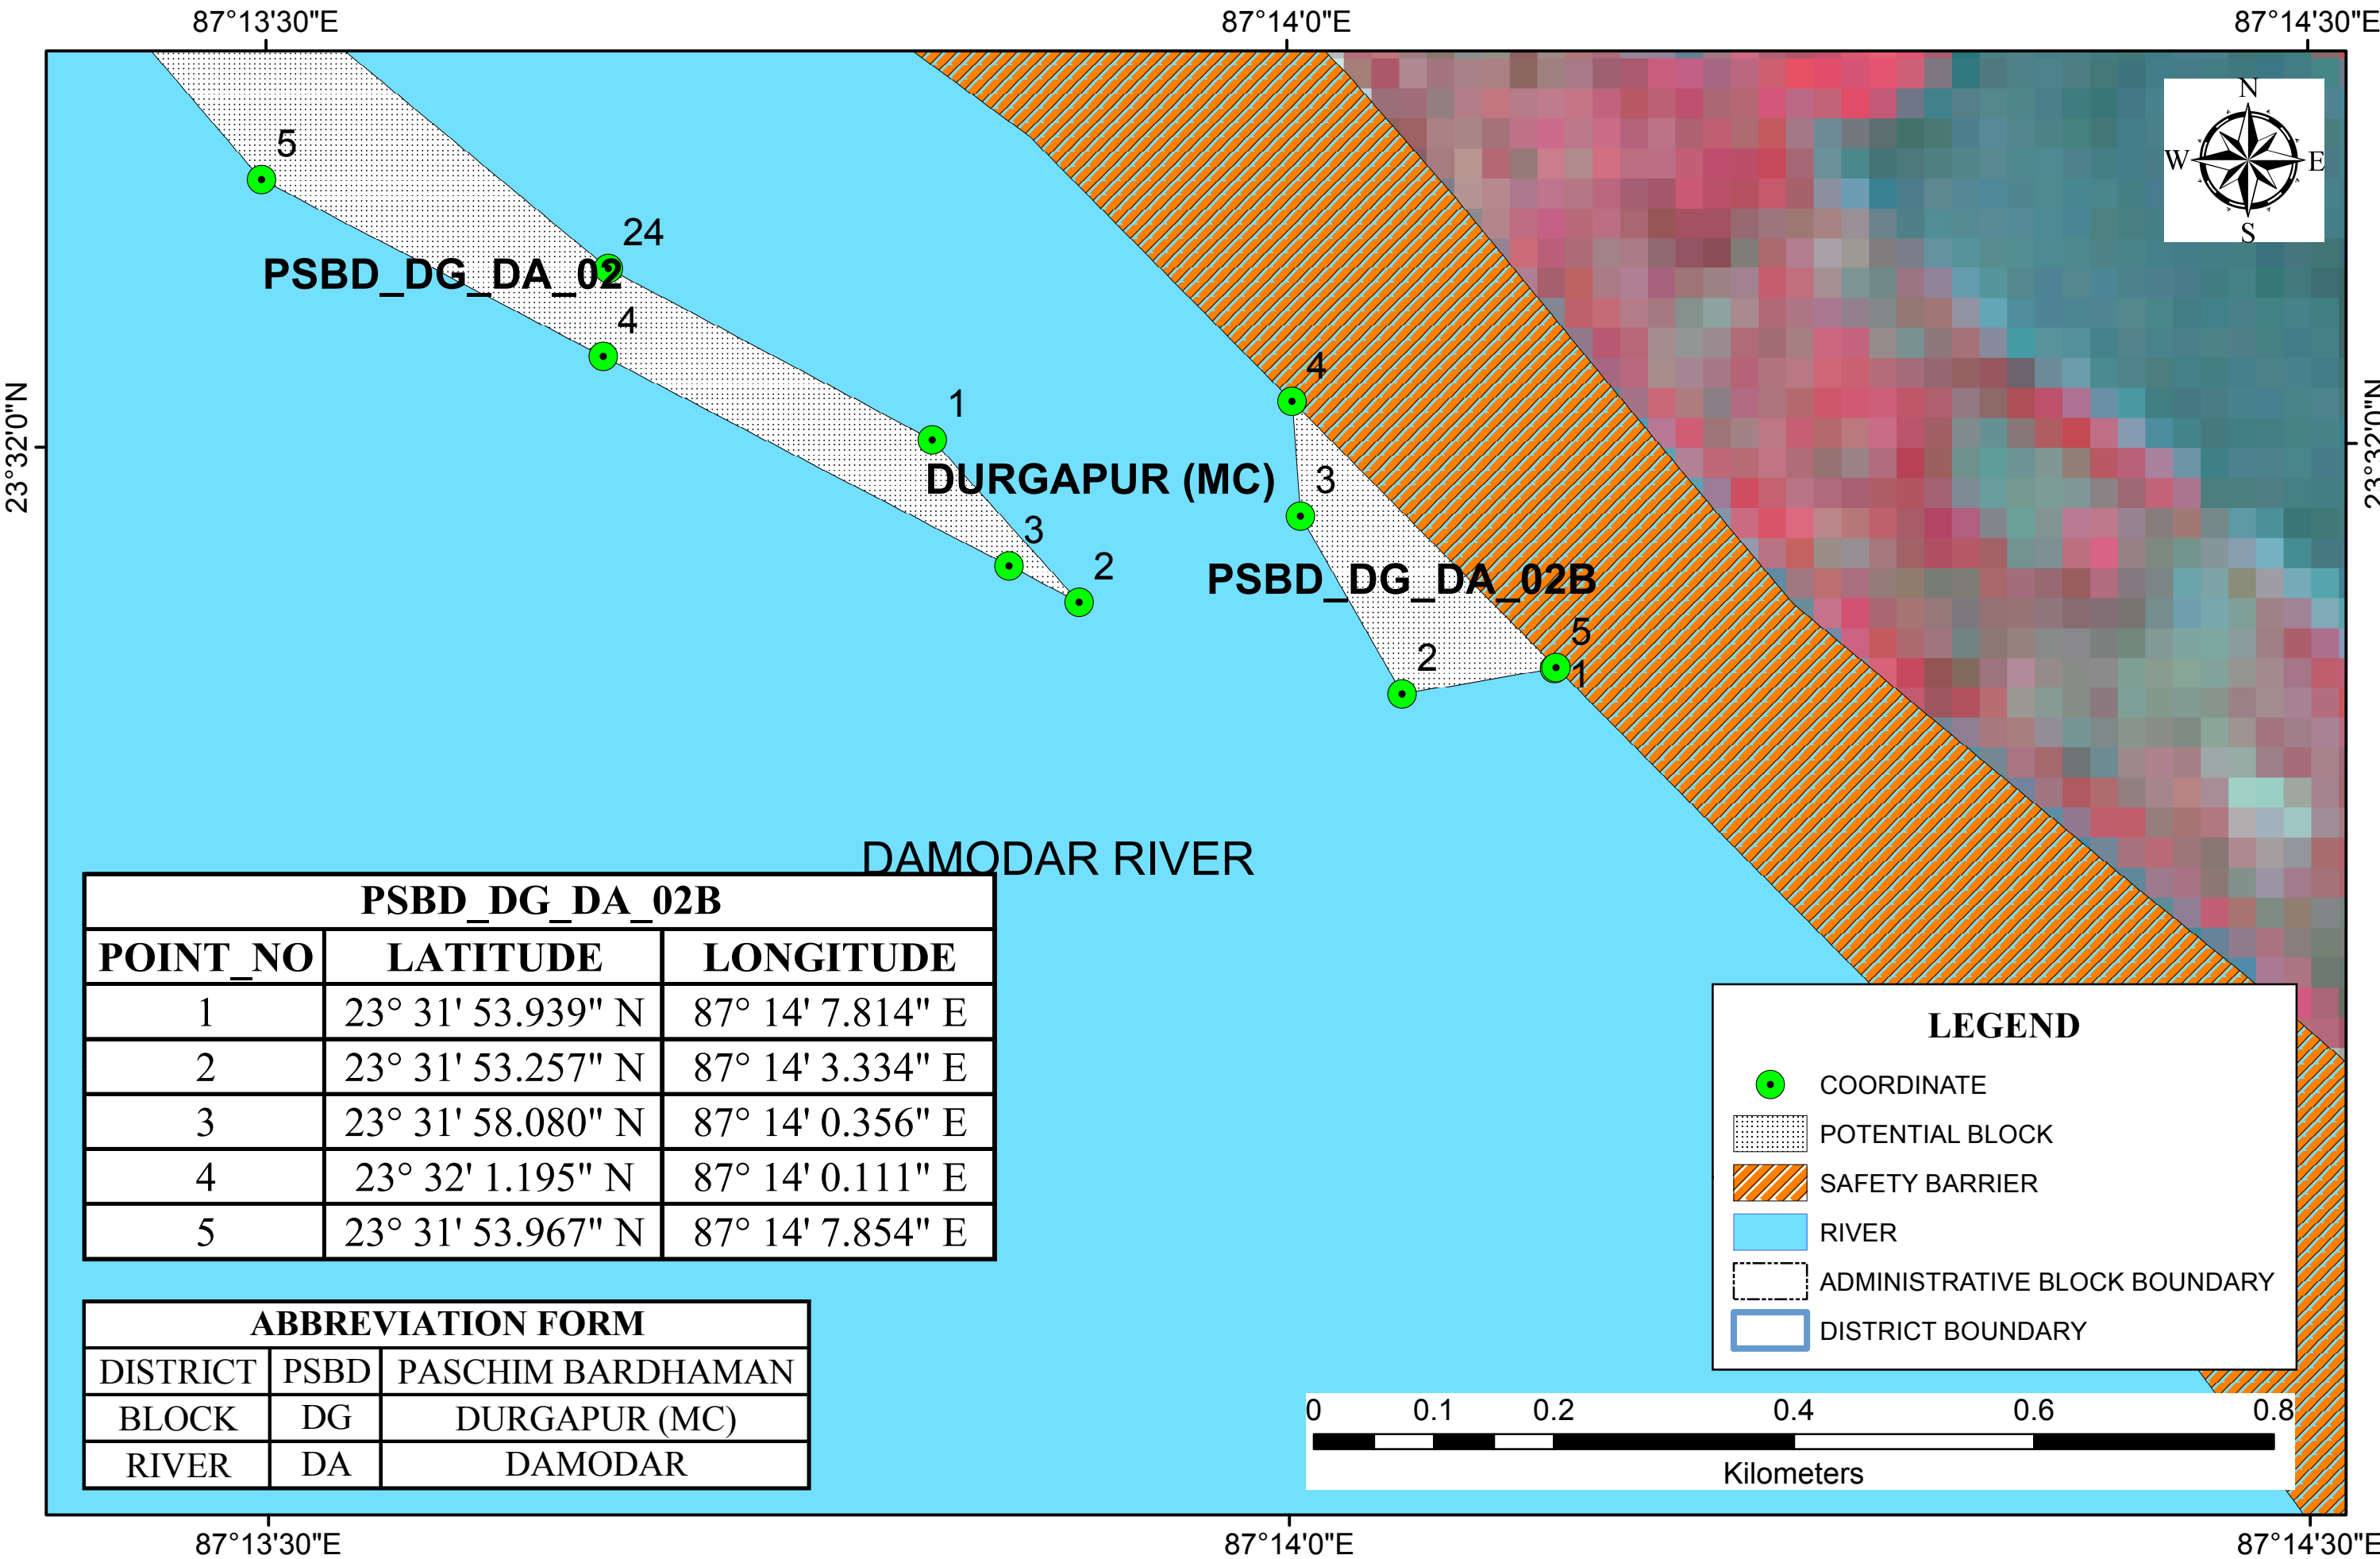 87°13'30"E 87°14'0"E 87°14'30"E
N
W E
S
5
24
PSBD_DG_DA_02
4
4
1
23°32'0"N
23°32'0"N
DURGAPUR (MC)
3
3
2
PSBD_DG_DA_02B
5
2
1
DAMODAR RIVER
PSBD_DG_DA_02B
POINT_NO LATITUDE LONGITUDE
1 23° 31' 53.939" N 87° 14' 7.814" E
2 23° 31' 53.257" N 87° 14' 3.334" E
3 23° 31' 58.080" N 87° 14' 0.356" E
4 23° 32' 1.195" N 87° 14' 0.111" E
5 23° 31' 53.967" N 87° 14' 7.854" E
ABBREVIATION FORM
DISTRICT PSBD PASCHIM BARDHAMAN
BLOCK DG DURGAPUR (MC)
RIVER DA DAMODAR
LEGEND
COORDINATE
POTENTIAL BLOCK
SAFETY BARRIER
RIVER
ADMINISTRATIVE BLOCK BOUNDARY
DISTRICT BOUNDARY
0 0.1 0.2 0.4 0.6 0.8
Kilometers
87°13'30"E 87°14'0"E 87°14'30"E